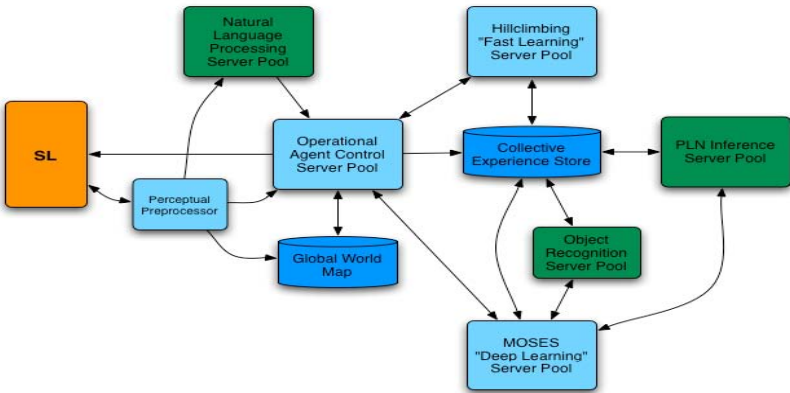 Natural
Language
Processing
Server Pool
Hillclimbing
"Fast Learning"
Server Pool
SL
Operational
Agent Control
Server Pool
Collective
Experience Store
PLN Inference
Server Pool
Perceptual
Preprocessor
Global World
Map
Object
Recognition
Server Pool
MOSES
"Deep Learning"
Server Pool